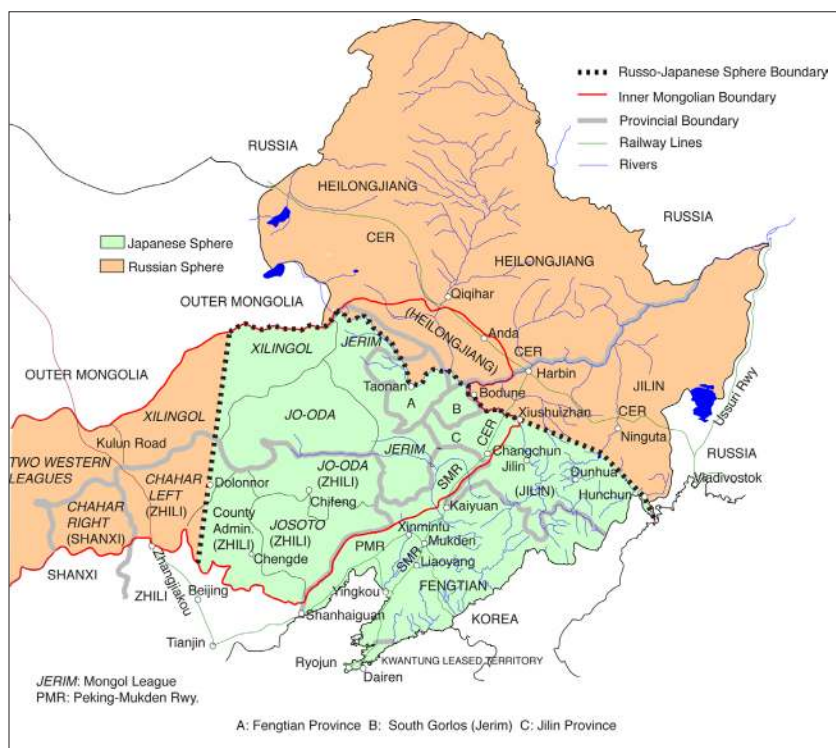 Russo-Japanese Sphere Boundary
Inner Mongolian Boundary
Provincial Boundary
Railway Lines
Rivers
RUSSIA
HEILONGJIANG
RUSSIA
CER
Japanese Sphere
Russian Sphere
HEILONGJIANG
OUTER MONGOLIA
Qiqihar
(HEILONGJIANG)
XILINGOL
JERIM
Anda
CER
Harbin
OUTER MONGOLIA
Taonan
JILIN
A
B
Bodune
Ussuri Rwy
XILINGOL
JO-ODA
Xiushuizhan
CER
Kulun Road
C
CER
Ninguta
JERIM
RUSSIA
TWO WESTERN
LEAGUES
JO-ODA
(ZHILI)
SMR
Changchun
Jilin
CHAHAR
LEFT
(ZHILI)
Dolonnor
Dunhua
Vladivostok
(JILIN)
Hunchun
Chifeng
CHAHAR
RIGHT
(SHANXI)
County
Admin.
(ZHILI)
JOSOTO
(ZHILI)
Kaiyuan
Xinminfu
Mukden
PMR
Chengde
SMR
Liaoyang
SHANXI
Zhangjiakou
FENGTIAN
ZHILI
Beijing
Yingkou
Shanhaiguan
KOREA
Tianjin
KWANTUNG LEASED TERRITORY
Ryojun
Dairen
JERIM: Mongol League
PMR: Peking-Mukden Rwy.
A: Fengtian Province B: South Gorlos (Jerim) C: Jilin Province